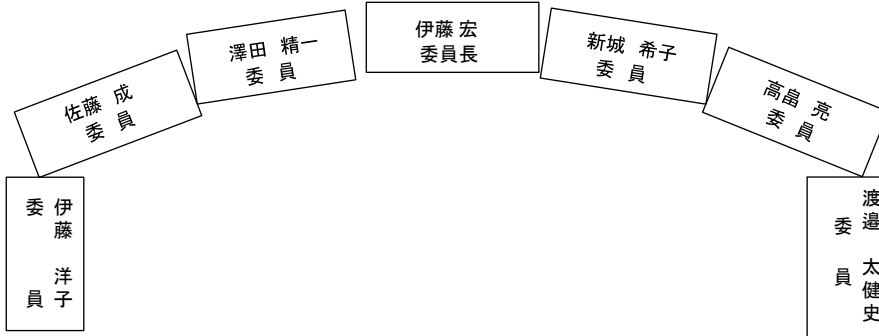 伊藤 宏
委員長
澤田 精一
委 員
新城 希子
委 員
佐藤 成
委 員
高畠 亮
委 員
伊藤 洋子
委 員
渡邉 太健史
委 員